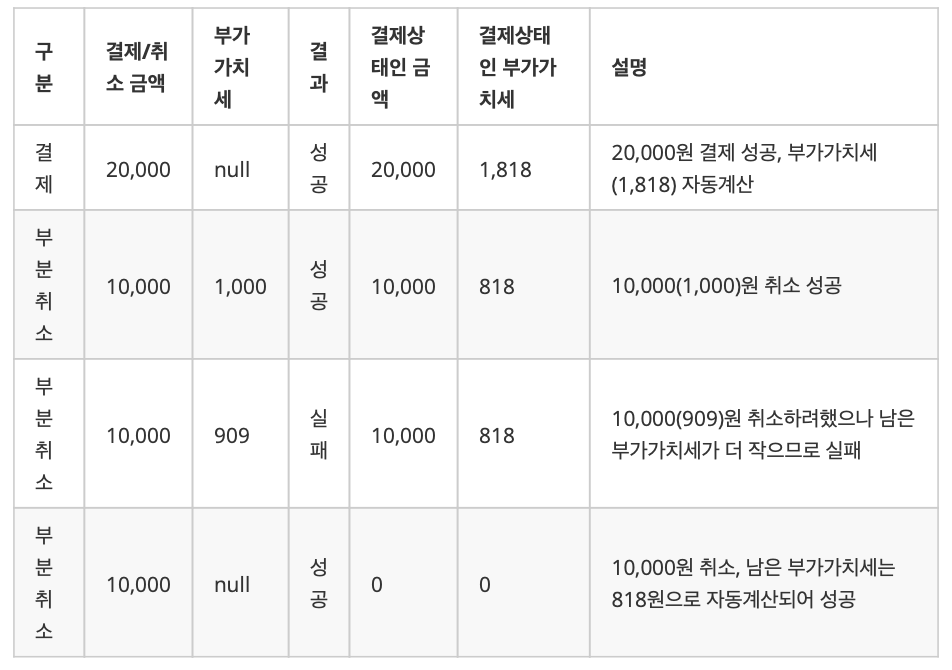 구
분
결제/취
소 금액
부가
가치
세
결
과
결제상
태인 금
액
결제상태
인 부가가
치세
설명
결
제
20,000
null
성
공
20,000
1,818
20,000원 결제 성공, 부가가치세
(1,818) 자동계산
부
분
취
소
10,000
1,000
성
공
10,000
818
10,000(1,000)원 취소 성공
부
분
취
소
10,000
909
실
패
10,000
818
10,000(909)원 취소하려했으나 남은
부가가치세가 더 작으므로 실패
부
분
취
소
10,000
null
성
공
0
0
10,000원 취소, 남은 부가가치세는
818원으로 자동계산되어 성공